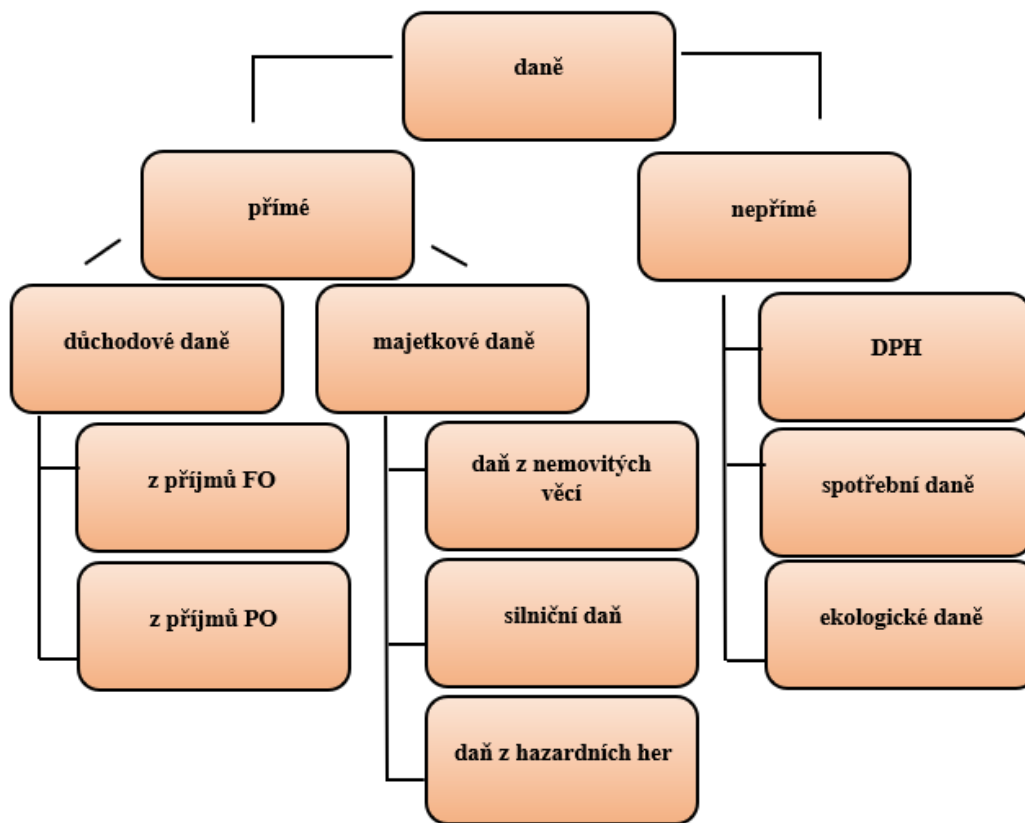 daně
přímé
nepřímé
důchodové daně
majetkové daně
DPH
z příjmů FO
daň z nemovitých
věcí
spotřební daně
z příjmů PO
silniční daň
ekologické daně
daň z hazardních her